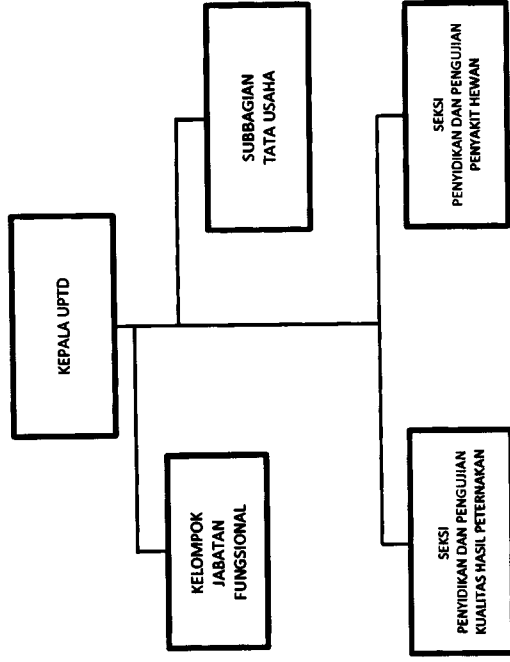 KEPALA UPTD
KELOMPOK
JABATAN
FUNGSIONAL
SUBBAGIAN
TATA USAHA
SEKSI
PENYIDIKAN DAN PENGUJIAN
KUALITAS HASIL PETERNAKAN
SEKSI
PENYIDIKAN DAN PENGUJIAN
PENYAKIT HEWAN